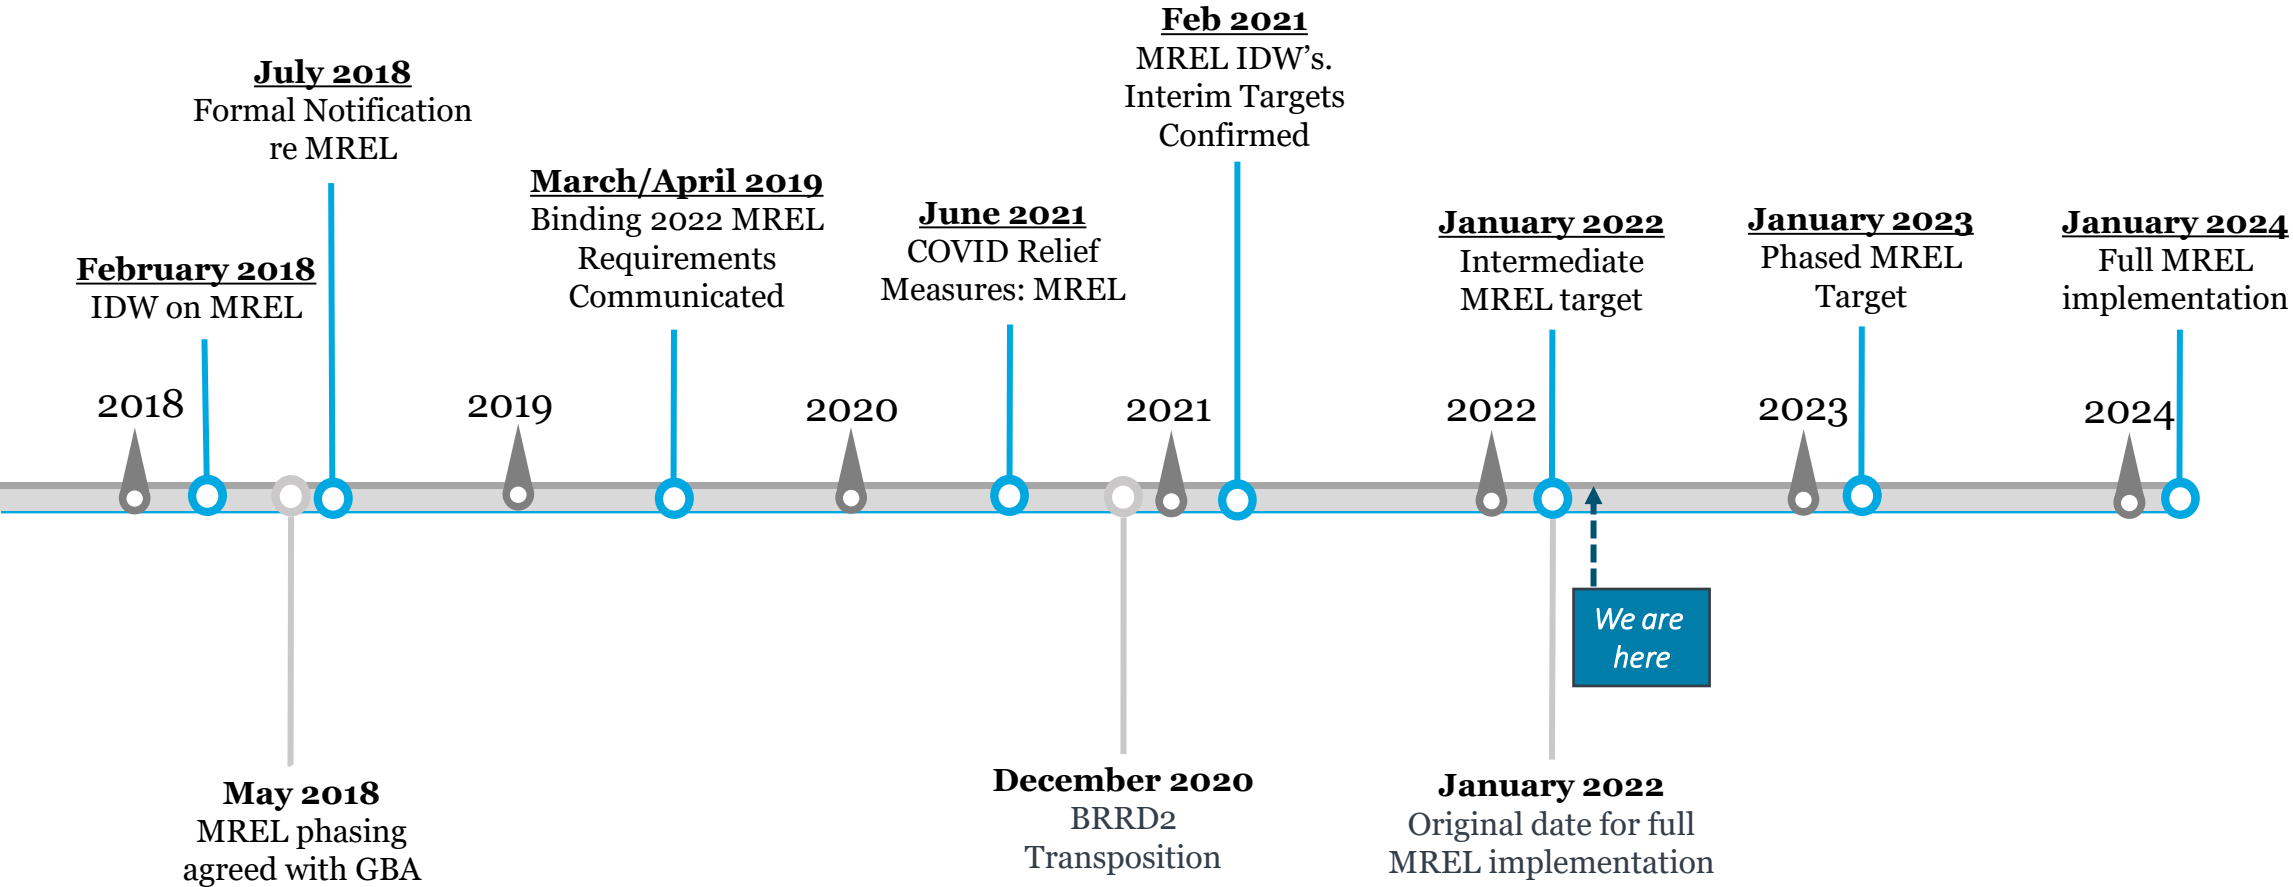 Feb 2021
MREL IDW’s.
Interim Targets
Confirmed
July 2018
Formal Notification
re MREL
March/April 2019
Binding 2022 MREL
Requirements
Communicated
June 2021
COVID Relief
Measures: MREL
January 2022
Intermediate
MREL target
January 2023
Phased MREL
Target
January 2024
Full MREL
implementation
February 2018
IDW on MREL
2018
2019
2020
2021
2022
2023
2024
We are
here
May 2018
MREL phasing
agreed with GBA
December 2020
BRRD2
Transposition
January 2022
Original date for full
MREL implementation